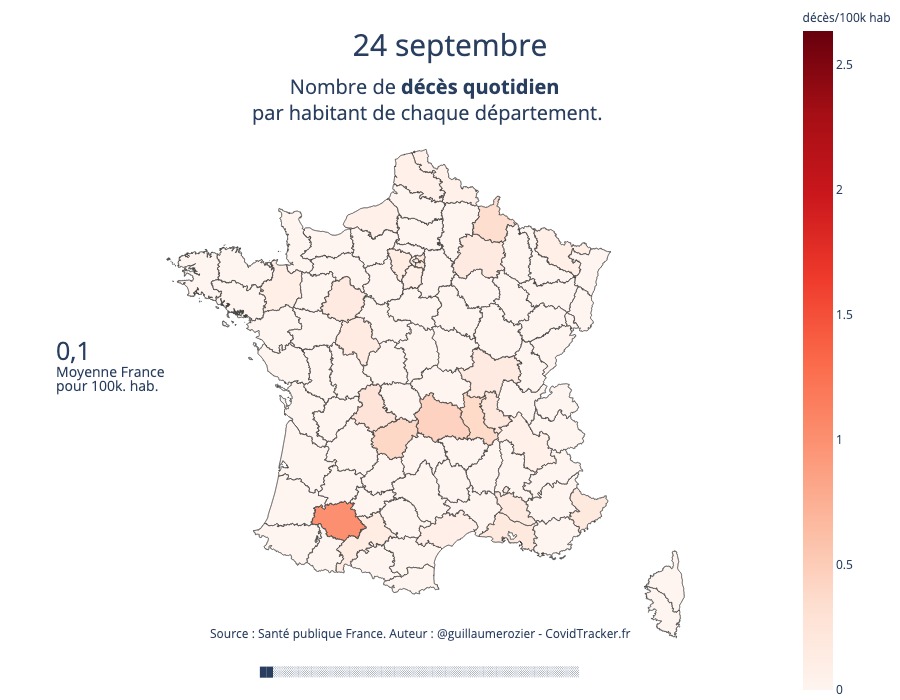 24 septembre
Nombre de décès quotidien
par habitant de chaque département.
décès/100k hab
2.5
2
1.5
1
0.5
0
0,1
Moyenne France
pour 100k. hab.
Source : Santé publique France. Auteur : @guillaumerozier - CovidTracker.fr